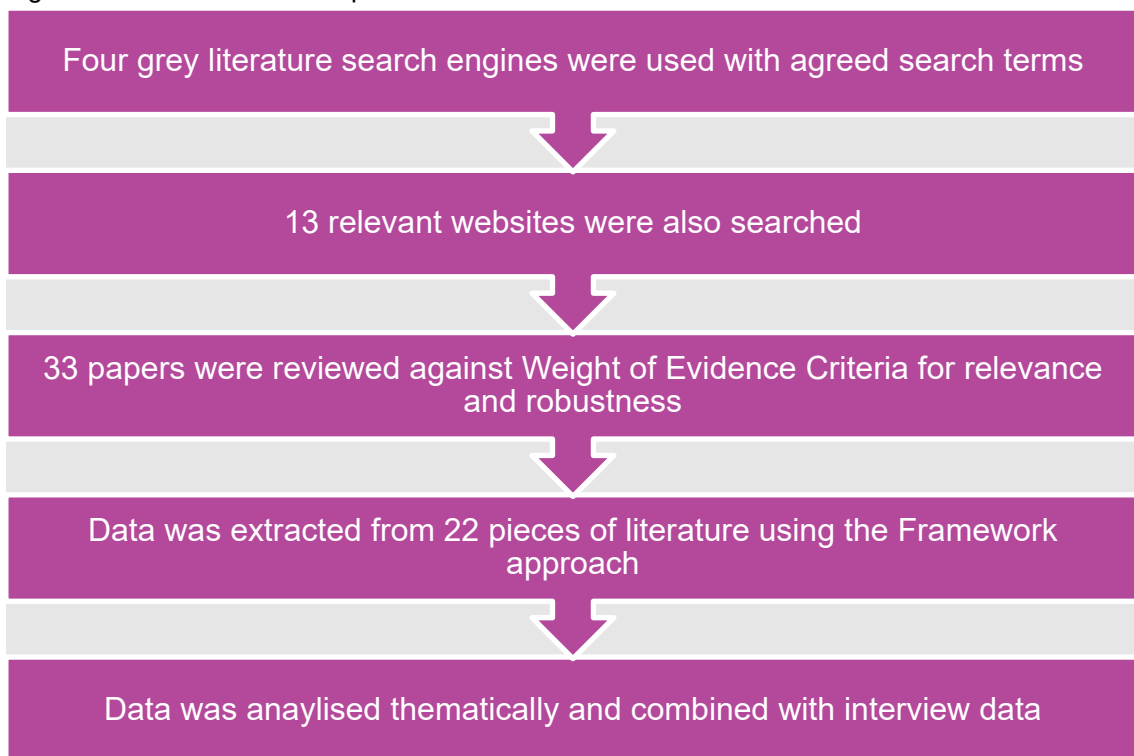 Four grey literature search engines were used with agreed search terms
13 relevant websites were also searched
33 papers were reviewed against Weight of Evidence Criteria for relevance
and robustness
Data was extracted from 22 pieces of literature using the Framework
approach
Data was anaylised thematically and combined with interview data